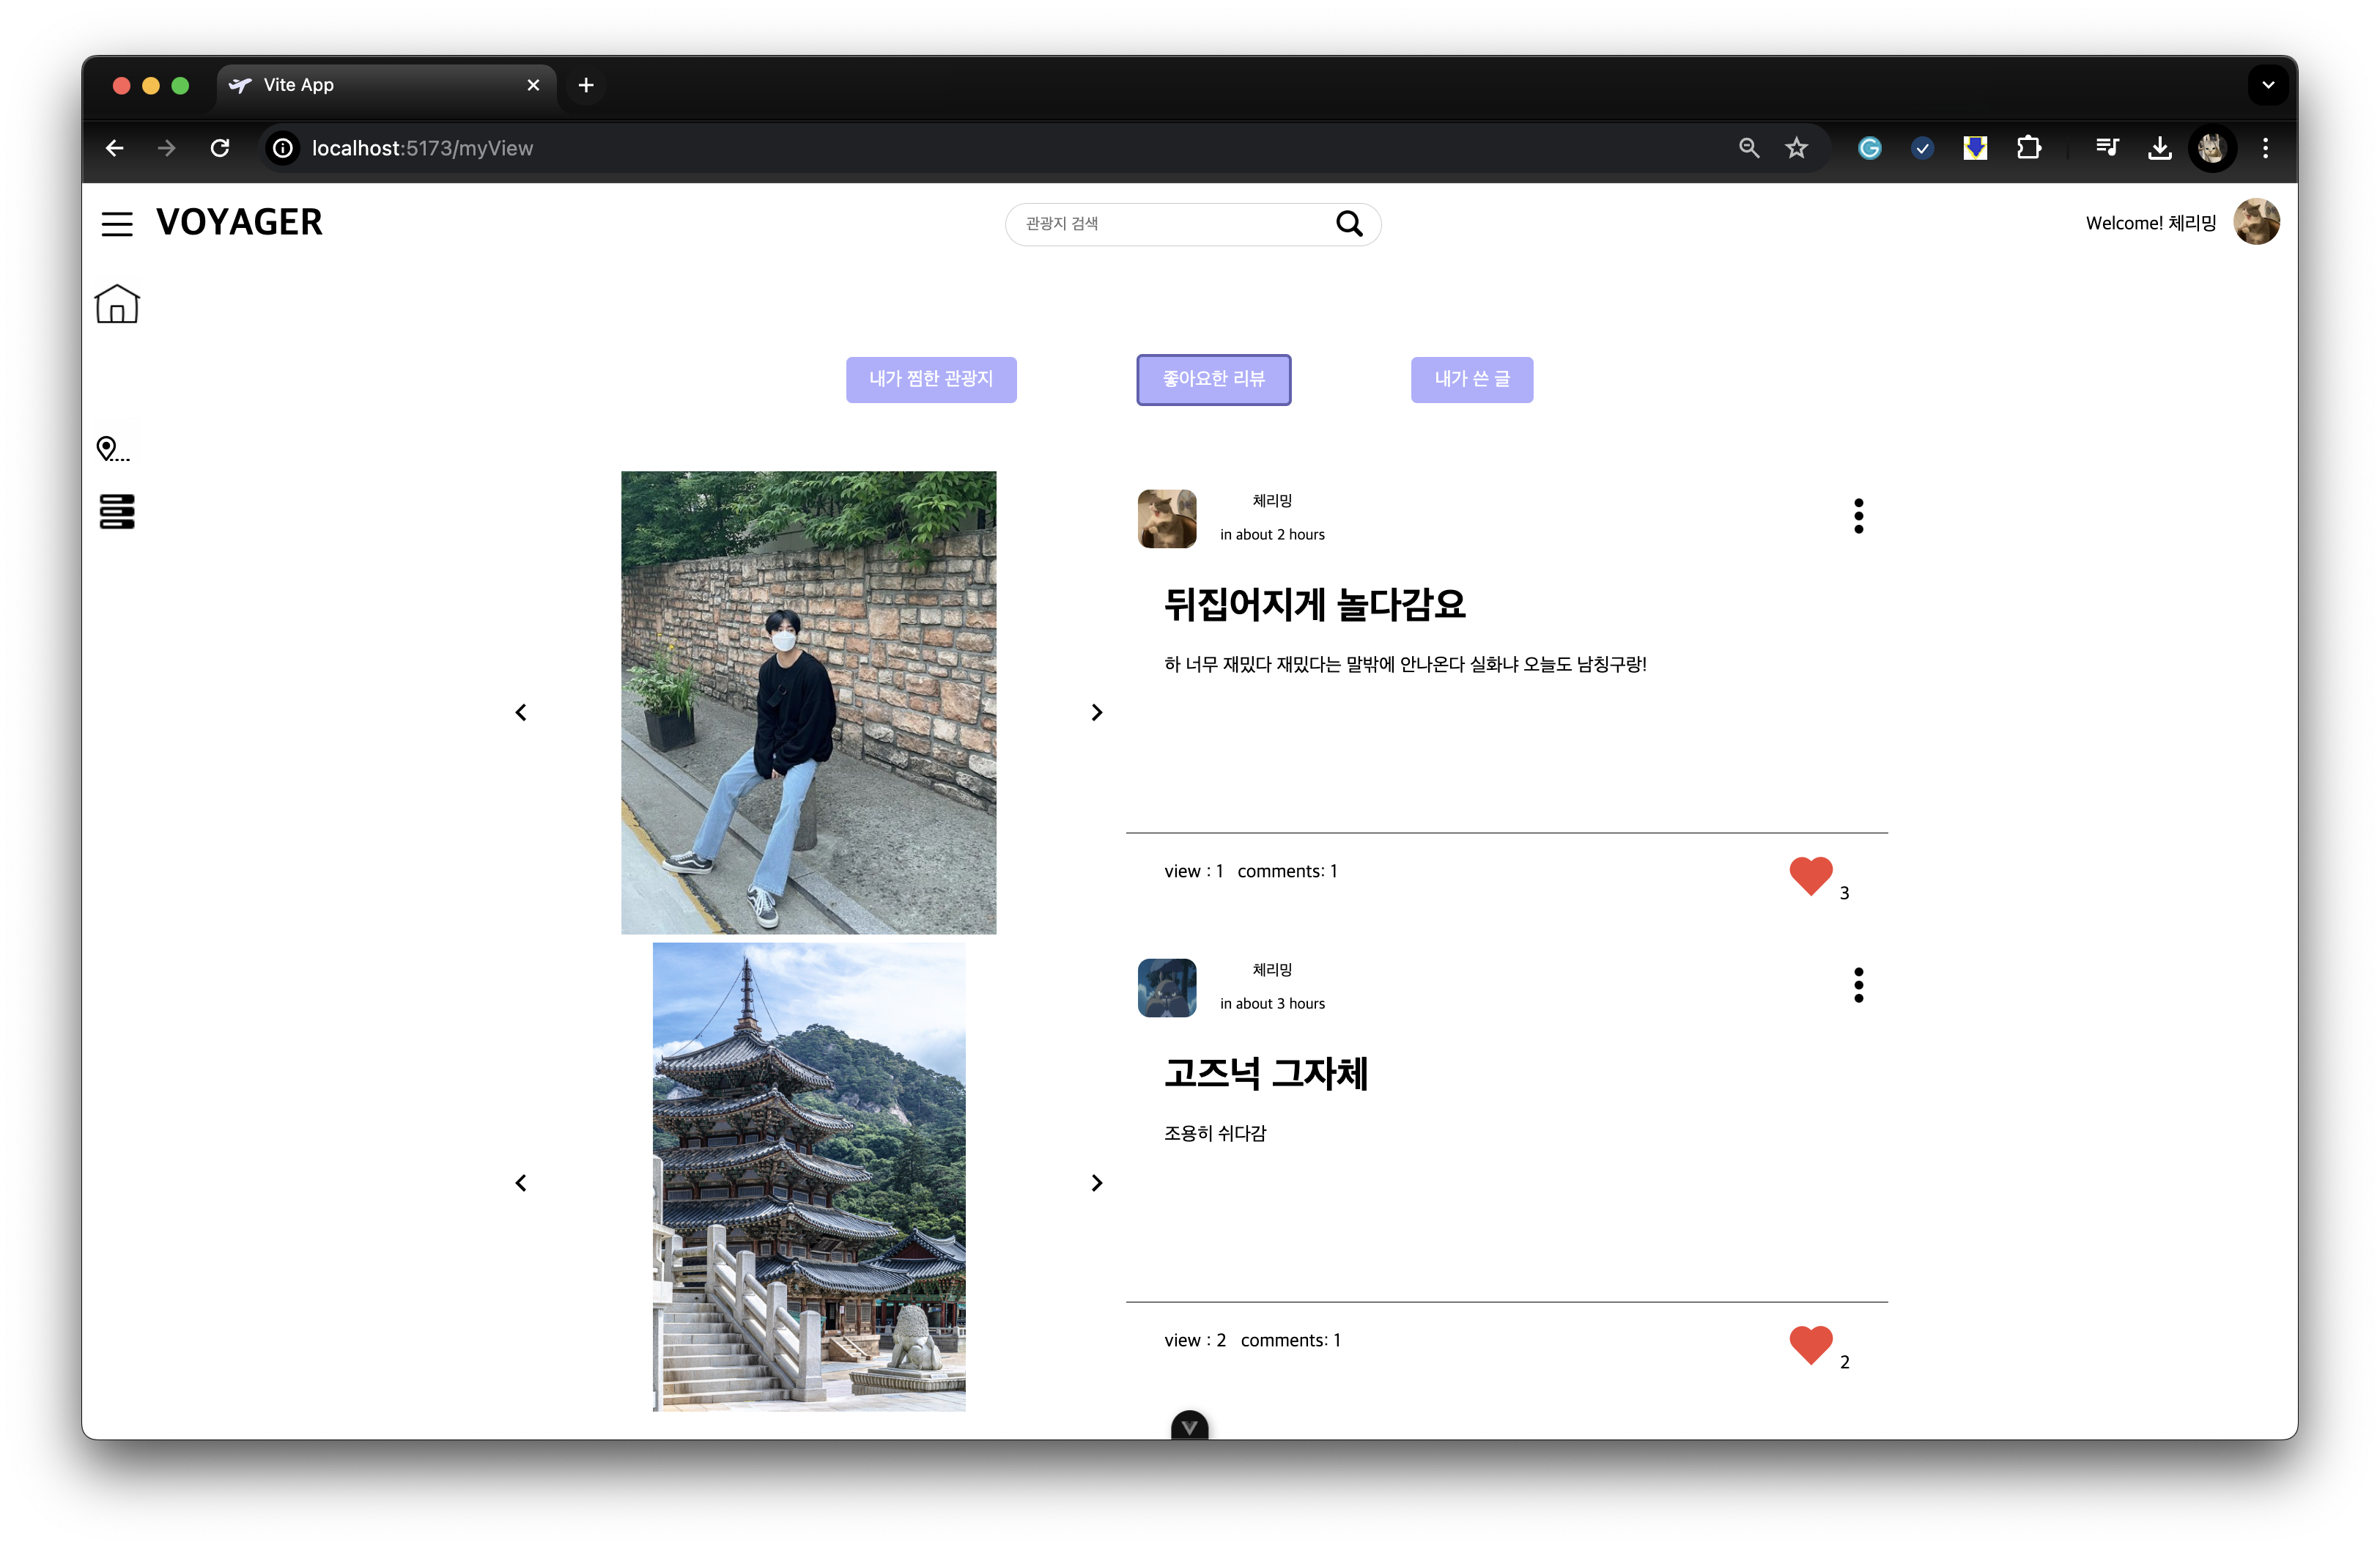 Vite App
localhost:5173/myView
VOYAGER
관광지 검색
Welcome! 체리밍
내가 찜한 관광지
좋아요한 리뷰
내가 쓴 글
체리밍
in about 2 hours
뒤집어지게 놀다감요
하 너무 재밌다 재밌다는 말밖에 안나온다 실화냐 오늘도 남칭구랑!
view : 1 comments: 1
3
체리밍
in about 3 hours
고즈넉 그자체
조용히 쉬다감
view : 2 comments: 1
2